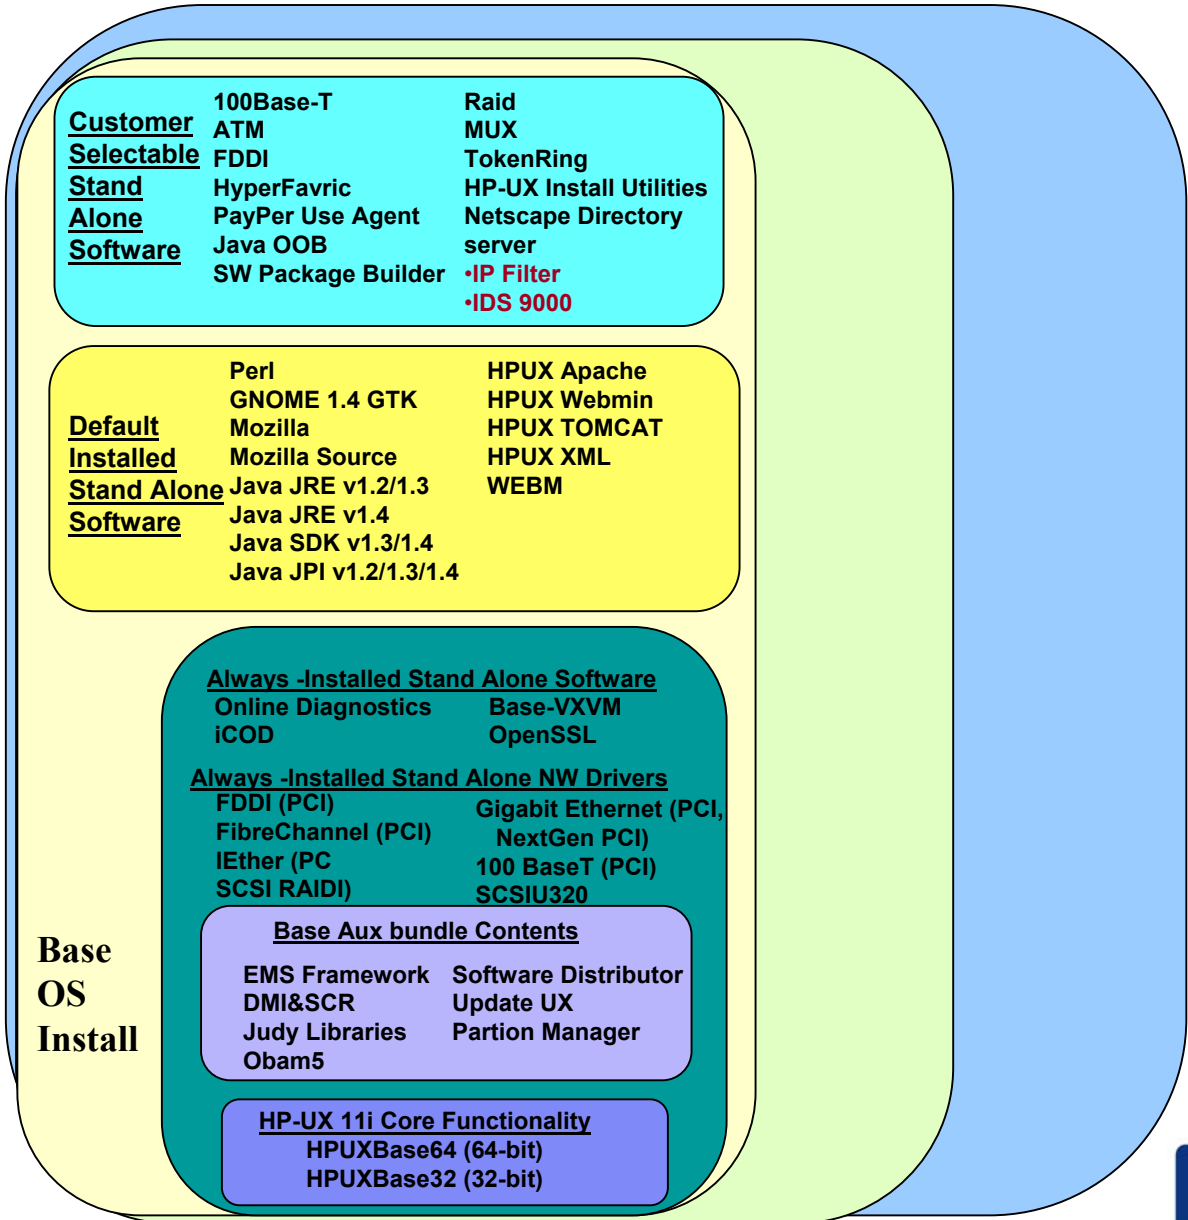 Customer
Selectable
Stand
Alone
Software
100Base-T
ATM
FDDI
HyperFavric
PayPer Use Agent
Java OOB
SW Package Builder
Raid
MUX
TokenRing
HP-UX Install Utilities
Netscape Directory
server
•IP Filter
•IDS 9000
Default
Installed
Stand Alone
Software
Perl
GNOME 1.4 GTK
Mozilla
Mozilla Source
Java JRE v1.2/1.3
Java JRE v1.4
Java SDK v1.3/1.4
Java JPI v1.2/1.3/1.4
HPUX Apache
HPUX Webmin
HPUX TOMCAT
HPUX XML
WEBM
Always -Installed Stand Alone Software
Online Diagnostics
iCOD
Base-VXVM
OpenSSL
Always -Installed Stand Alone NW Drivers
FDDI (PCI)
FibreChannel (PCI)
IEther (PC
SCSI RAIDI)
Gigabit Ethernet (PCI,
NextGen PCI)
100 BaseT (PCI)
SCSIU320
Base Aux bundle Contents
EMS Framework
DMI&SCR
Judy Libraries
Obam5
Software Distributor
Update UX
Partion Manager
HP-UX 11i Core Functionality
HPUXBase64 (64-bit)
HPUXBase32 (32-bit)
Base
OS
Install